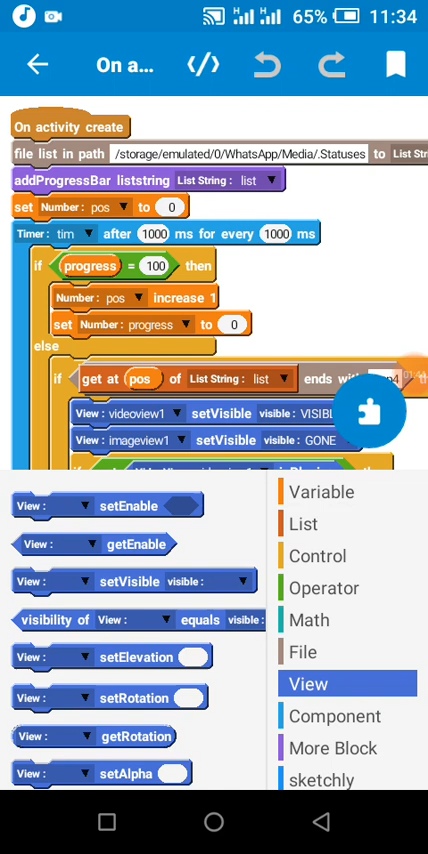 65% 11:34
On a...
On activity create
file list in path /storage/emulated/0/WhatsApp/Media/.Statuses to List Str
addProgressBar liststring List String : list
set Number : pos to 0
Timer : tim after 1000 ms for every 1000 ms
if progress = 100 then
Number : pos increase 1
set Number : progress to 0
else
if get at pos of List String : list ends with
View : videoview1 setVisible visible : VISIBL
View : imageview1 setVisible visible : GONE
View : setEnable
View : getEnable
View : setVisible visible :
visibility of View : equals visible:
View : setElevation
View : setRotation
View : getRotation
View : setAlpha
Variable
List
Control
Operator
Math
File
View
Component
More Block
sketchly